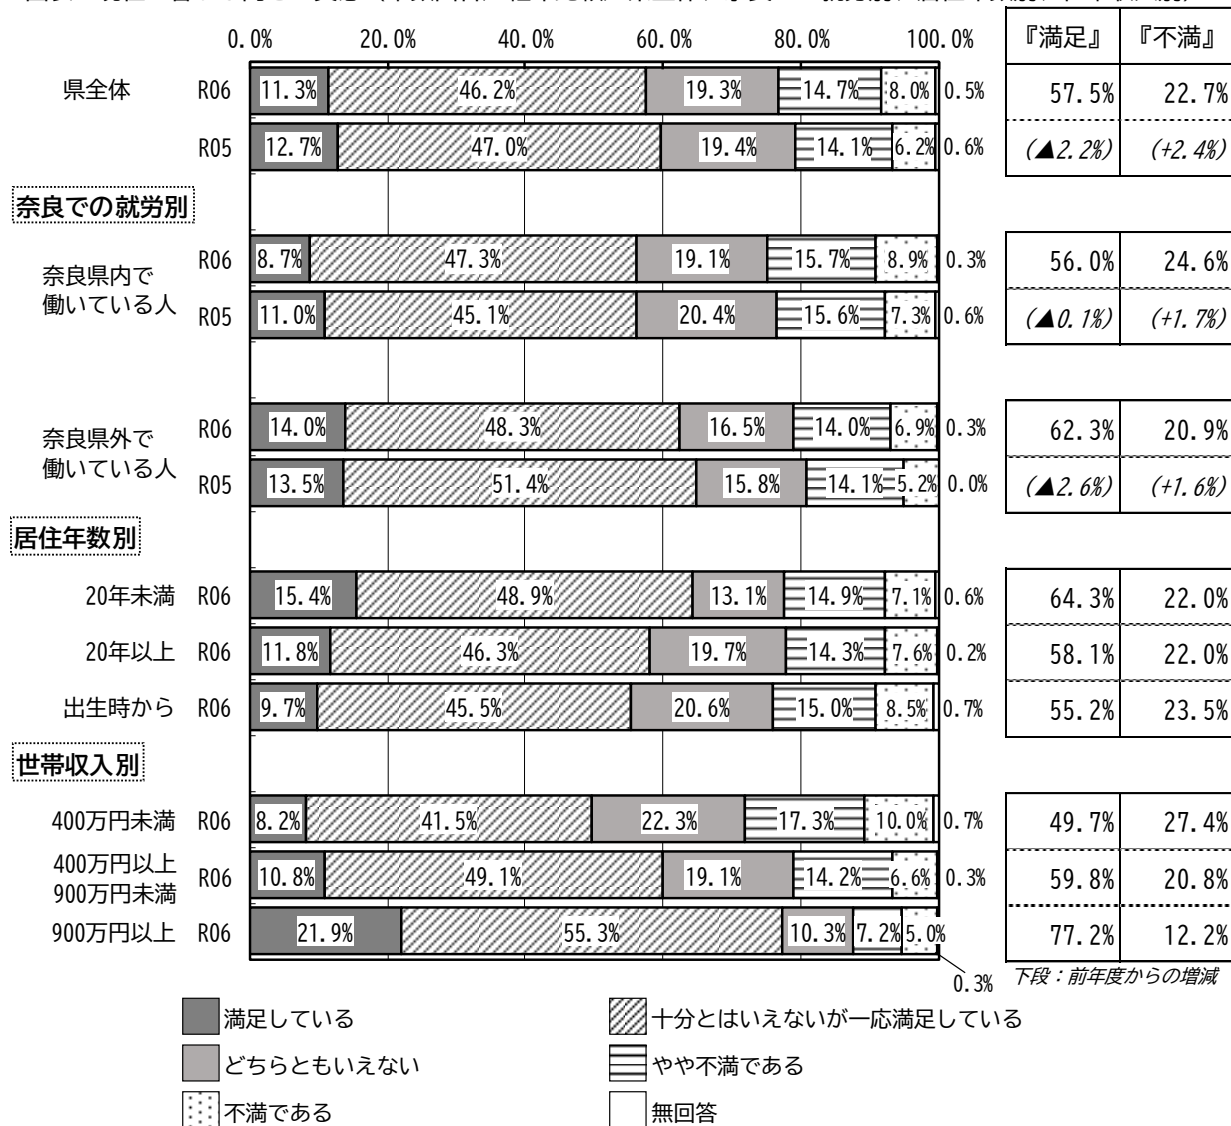 0.0% 20.0% 40.0% 60.0% 80.0% 100.0% 『満足』 『不満』
県全体 R06 11.3% 46.2% 19.3% 14.7% 8.0% 0.5% 57.5% 22.7%
R05 12.7% 47.0% 19.4% 14.1% 6.2% 0.6% (▲2.2%) (+2.4%)
奈良での就労別
奈良県内で
働いている人
R06 8.7% 47.3% 19.1% 15.7% 8.9% 0.3% 56.0% 24.6%
R05 11.0% 45.1% 20.4% 15.6% 7.3% 0.6% (▲0.1%) (+1.7%)
奈良県外で
働いている人
R06 14.0% 48.3% 16.5% 14.0% 6.9% 0.3% 62.3% 20.9%
R05 13.5% 51.4% 15.8% 14.1% 5.2% 0.0% (▲2.6%) (+1.6%)
居住年数別
20年未満 R06 15.4% 48.9% 13.1% 14.9% 7.1% 0.6% 64.3% 22.0%
20年以上 R06 11.8% 46.3% 19.7% 14.3% 7.6% 0.2% 58.1% 22.0%
出生時から R06 9.7% 45.5% 20.6% 15.0% 8.5% 0.7% 55.2% 23.5%
世帯収入別
400万円未満 R06 8.2% 41.5% 22.3% 17.3% 10.0% 0.7% 49.7% 27.4%
400万円以上
900万円未満
R06 10.8% 49.1% 19.1% 14.2% 6.6% 0.3% 59.8% 20.8%
900万円以上 R06 21.9% 55.3% 10.3% 7.2% 5.0% 77.2% 12.2%
0.3% 下段：前年度からの増減
満足している 十分とはいえないが一応満足している
どちらともいえない やや不満である
不満である 無回答